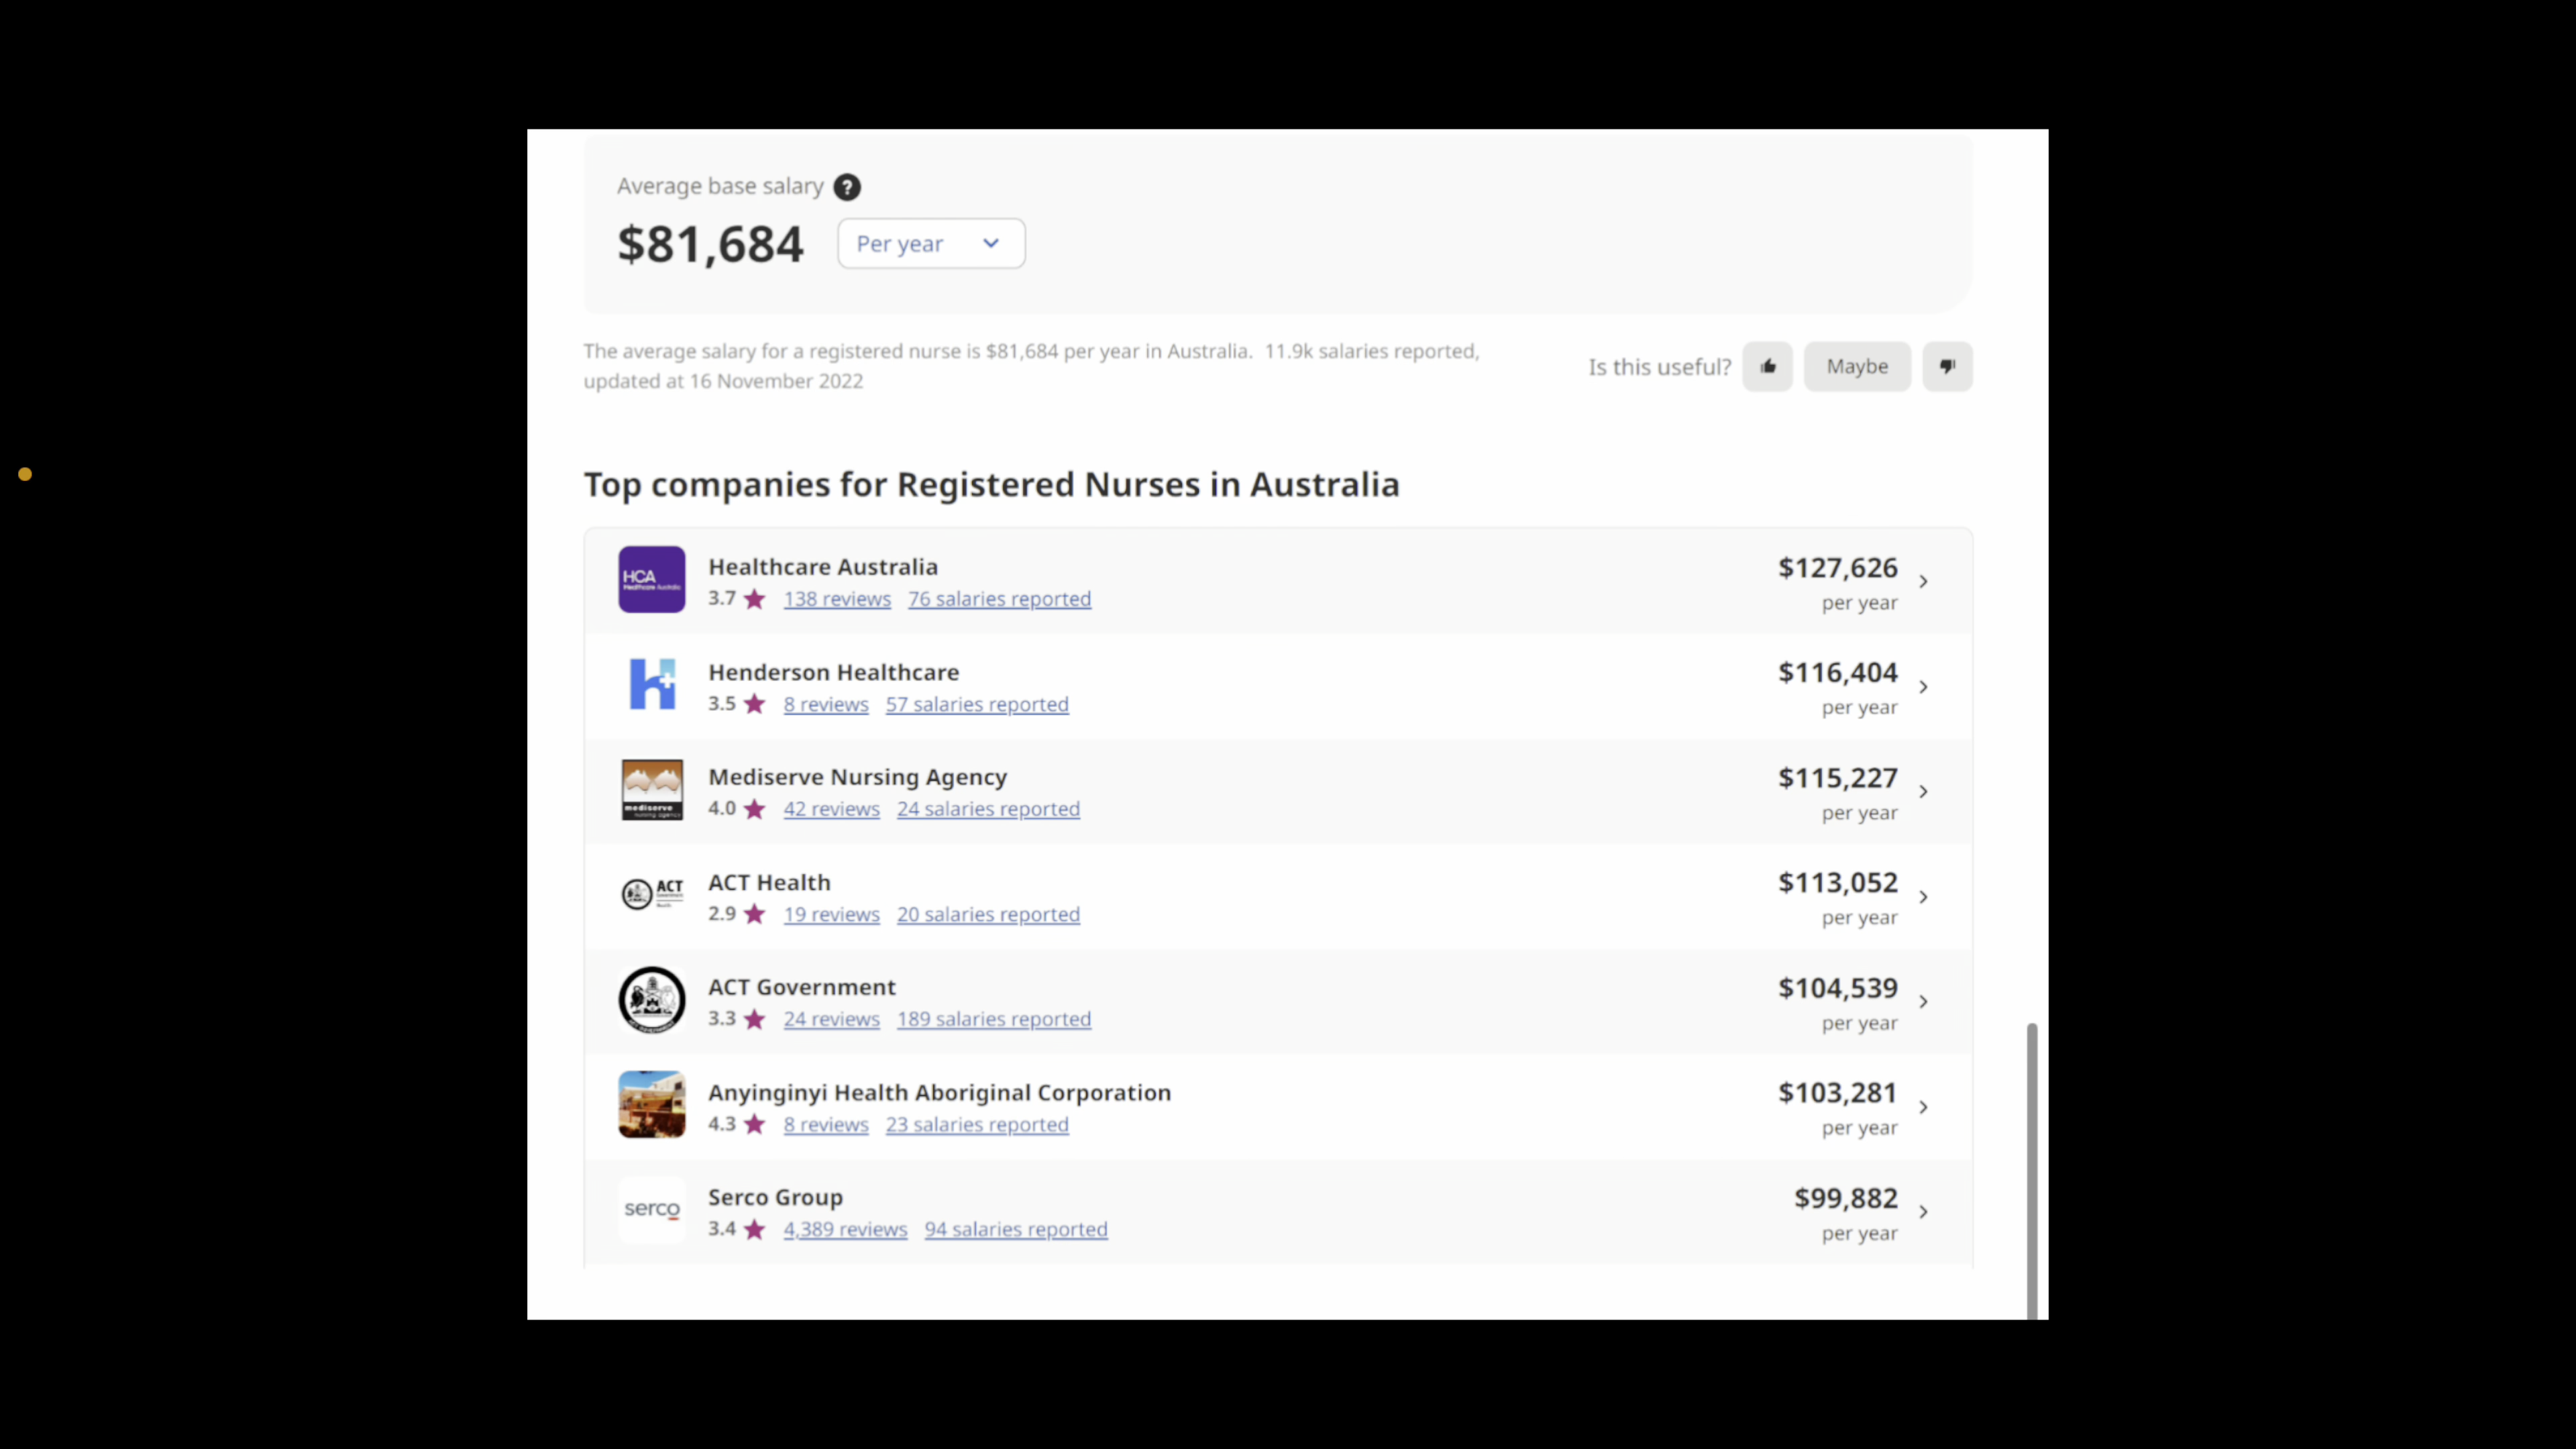 Average base salary ?
$81,684 Per year
The average salary for a registered nurse is $81,684 per year in Australia. 11.9k salaries reported,
updated at 16 November 2022
Is this useful? Maybe
Top companies for Registered Nurses in Australia
HCA
Healthcare Australia
Healthcare Australia
3.7 138 reviews 76 salaries reported
$127,626
per year
h
Henderson Healthcare
3.5 8 reviews 57 salaries reported
$116,404
per year
mediserve
nursing agency
Mediserve Nursing Agency
4.0 42 reviews 24 salaries reported
$115,227
per year
ACT
ACT Health
2.9 19 reviews 20 salaries reported
$113,052
per year
ACT Government
3.3 24 reviews 189 salaries reported
$104,539
per year
Anyinginyi Health Aboriginal Corporation
4.3 8 reviews 23 salaries reported
$103,281
per year
serco
Serco Group
3.4 4,389 reviews 94 salaries reported
$99,882
per year